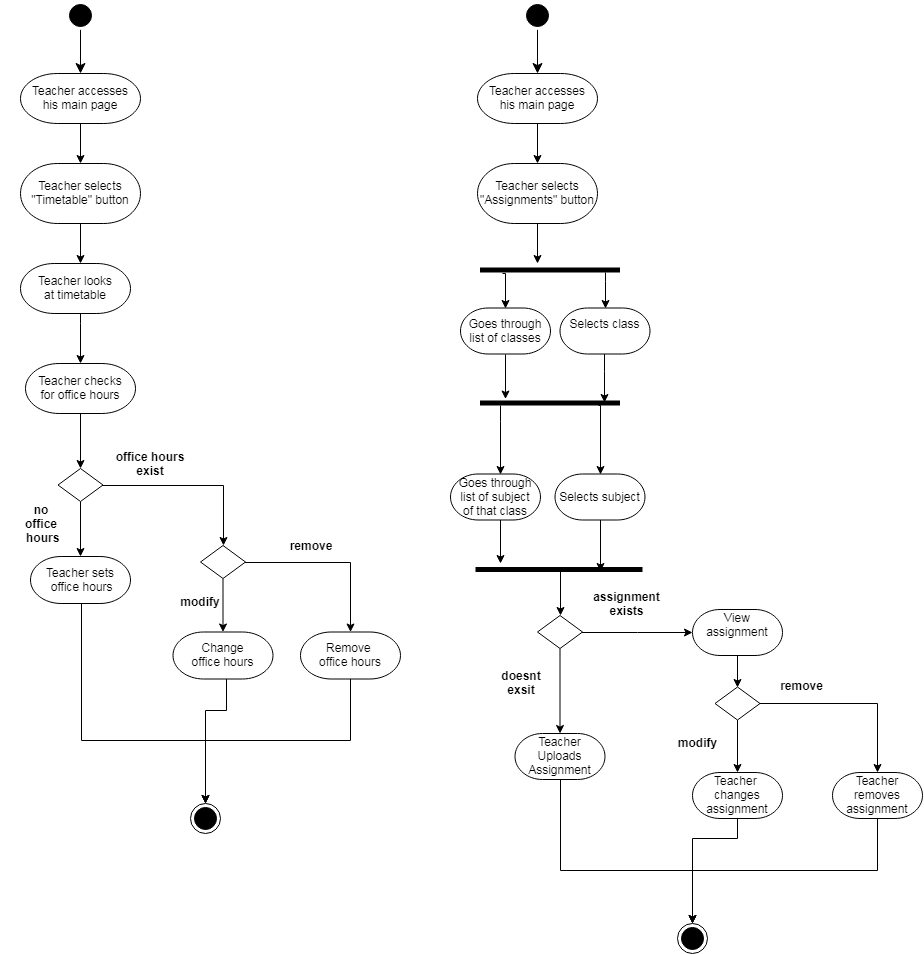 Teacher accesses
his main page
Teacher selects
"Timetable" button
Teacher looks
at timetable
Teacher checks
for office hours
office hours
exist
no
office
hours
Teacher sets
office hours
remove
modify
Change
office hours
Remove
office hours
Teacher accesses
his main page
Teacher selects
"Assignments" button
Goes through
list of classes
Selects class
Goes through
list of subject
of that class
Selects subject
assignment
exists
View
assignment
doesnt
exsit
remove
modify
Teacher
Uploads
Assignment
Teacher
changes
assignment
Teacher
removes
assignment